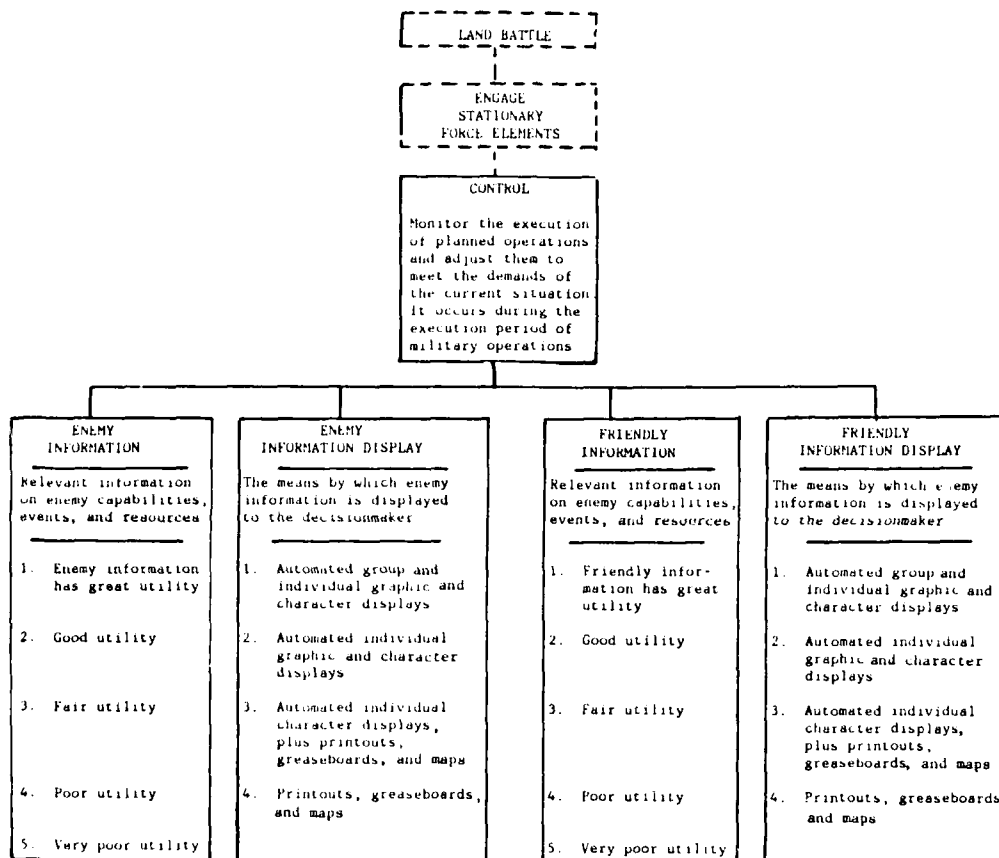 LAND BATTLE
ENGAGE
STATIONARY
FORCE ELEMENTS
CONTROL
Monitor the execution
of planned operations
and adjust them to
meet the demands of
the current situation
It occurs during the
execution period of
military operations
ENEMY
INFORMATION
Relevant information
on enemy capabilities,
events, and resources
1. Enemy information
has great utility
2. Good utility
3. Fair utility
4. Poor utility
5. Very poor utility
ENEMY
INFORMATION DISPLAY
The means by which enemy
information is displayed
to the decisionmaker
1. Automated group and
individual graphic and
character displays
2. Automated individual
graphic and character
displays
3. Automated individual
character displays,
plus printouts,
greaseboards, and maps
4. Printouts, greaseboards,
and maps
FRIENDLY
INFORMATION
Relevant information
on enemy capabilities,
events, and resources
1. Friendly infor-
mation has great
utility
2. Good utility
3. Fair utility
4. Poor utility
5. Very poor utility
FRIENDLY
INFORMATION DISPLAY
The means by which enemy
information is displayed
to the decisionmaker
1. Automated group and
individual graphic and
character displays
2. Automated individual
graphic and character
displays
3. Automated individual
character displays,
plus printouts,
greaseboards, and maps
4. Printouts, greaseboards
and maps